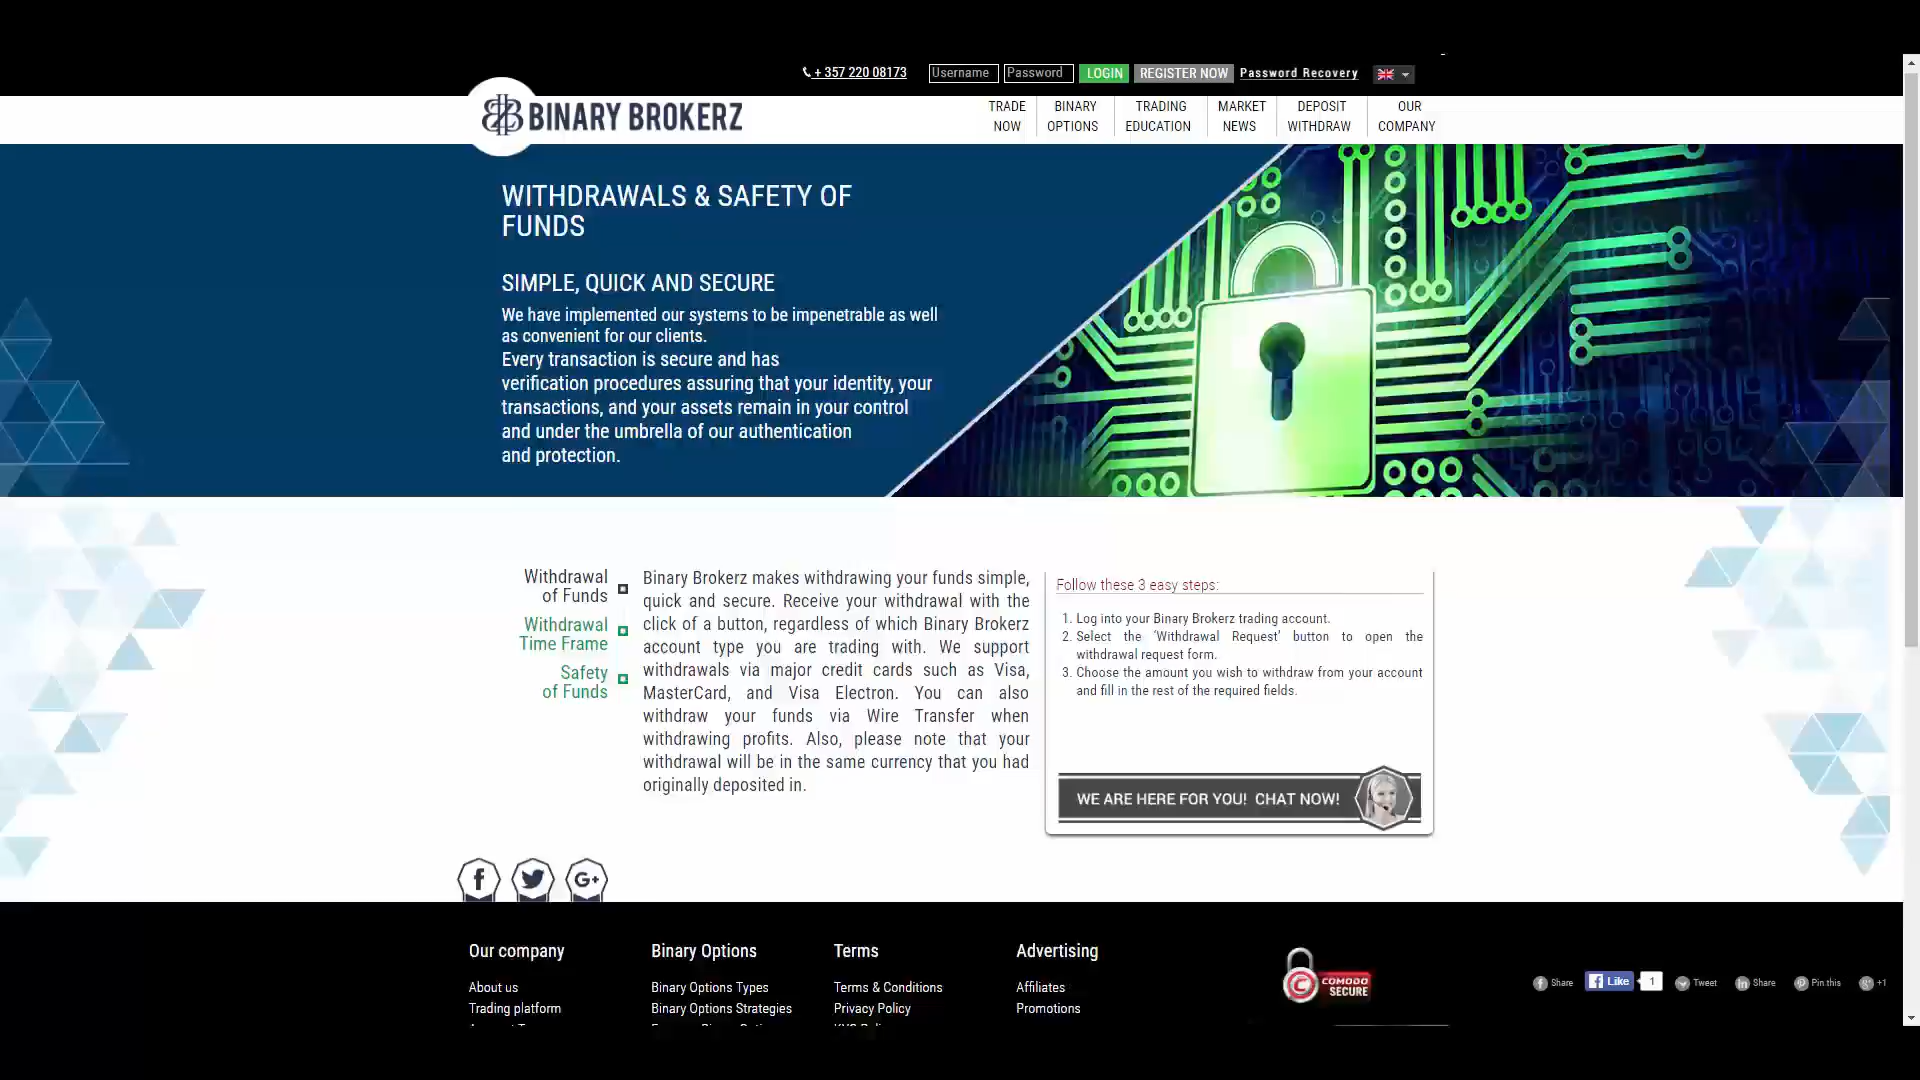 + 357 220 08173 Username Password LOGIN REGISTER NOW Password Recovery
BINARY BROKERZ
TRADE NOW
BINARY OPTIONS
TRADING EDUCATION
MARKET NEWS
DEPOSIT WITHDRAW
OUR COMPANY
WITHDRAWALS & SAFETY OF
FUNDS
SIMPLE, QUICK AND SECURE
We have implemented our systems to be impenetrable as well
as convenient for our clients.
Every transaction is secure and has
verification procedures assuring that your identity, your
transactions, and your assets remain in your control
and under the umbrella of our authentication
and protection.
Withdrawal
of Funds
Withdrawal
Time Frame
Safety
of Funds
Binary Brokerz makes withdrawing your funds simple,
quick and secure. Receive your withdrawal with the
click of a button, regardless of which Binary Brokerz
account type you are trading with. We support
withdrawals via major credit cards such as Visa,
MasterCard, and Visa Electron. You can also
withdraw your funds via Wire Transfer when
withdrawing profits. Also, please note that your
withdrawal will be in the same currency that you had
originally deposited in.
Follow these 3 easy steps:
1. Log into your Binary Brokerz trading account.
2. Select the 'Withdrawal Request' button to open the
withdrawal request form.
3. Choose the amount you wish to withdraw from your account
and fill in the rest of the required fields.
WE ARE HERE FOR YOU! CHAT NOW!
Our company
About us
Trading platform
Binary Options
Binary Options Types
Binary Options Strategies
Terms
Terms & Conditions
Privacy Policy
Advertising
Affiliates
Promotions
COMODO
SECURE
Share Like 1 Tweet Share Pin this +1